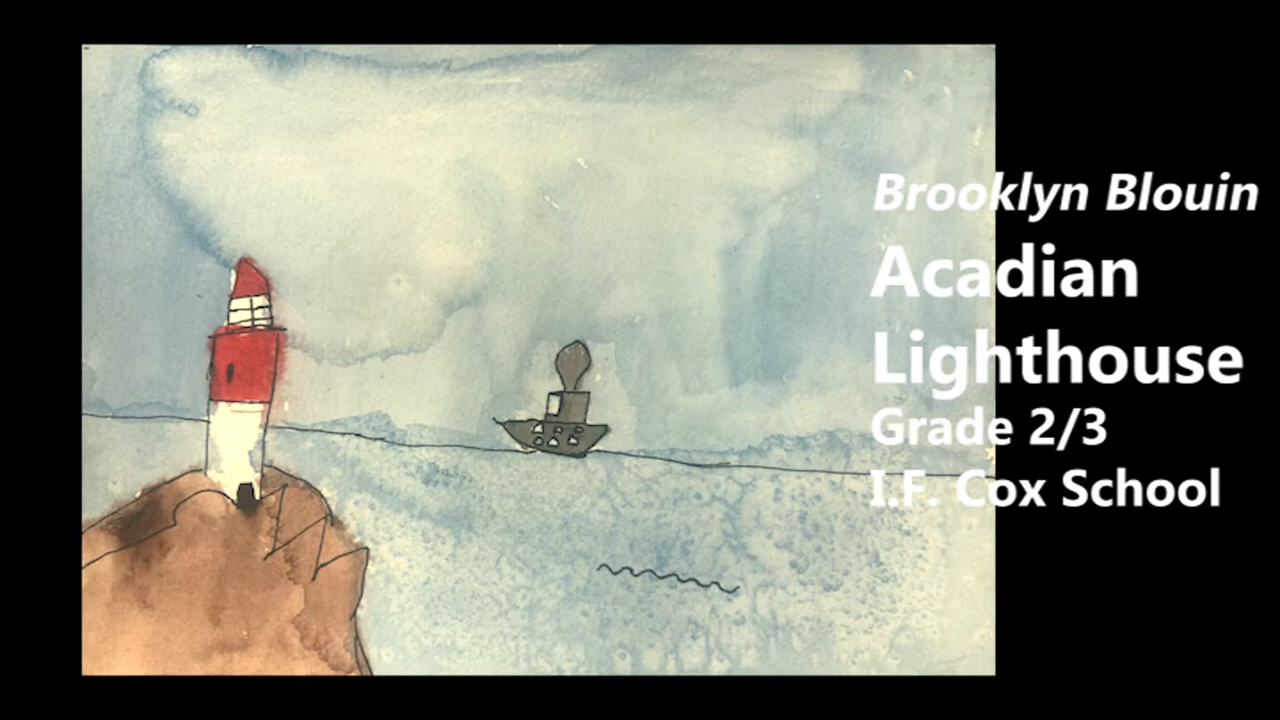 Brooklyn Blouin
Acadian
Lighthouse
Grade 2/3
I.F. Cox School